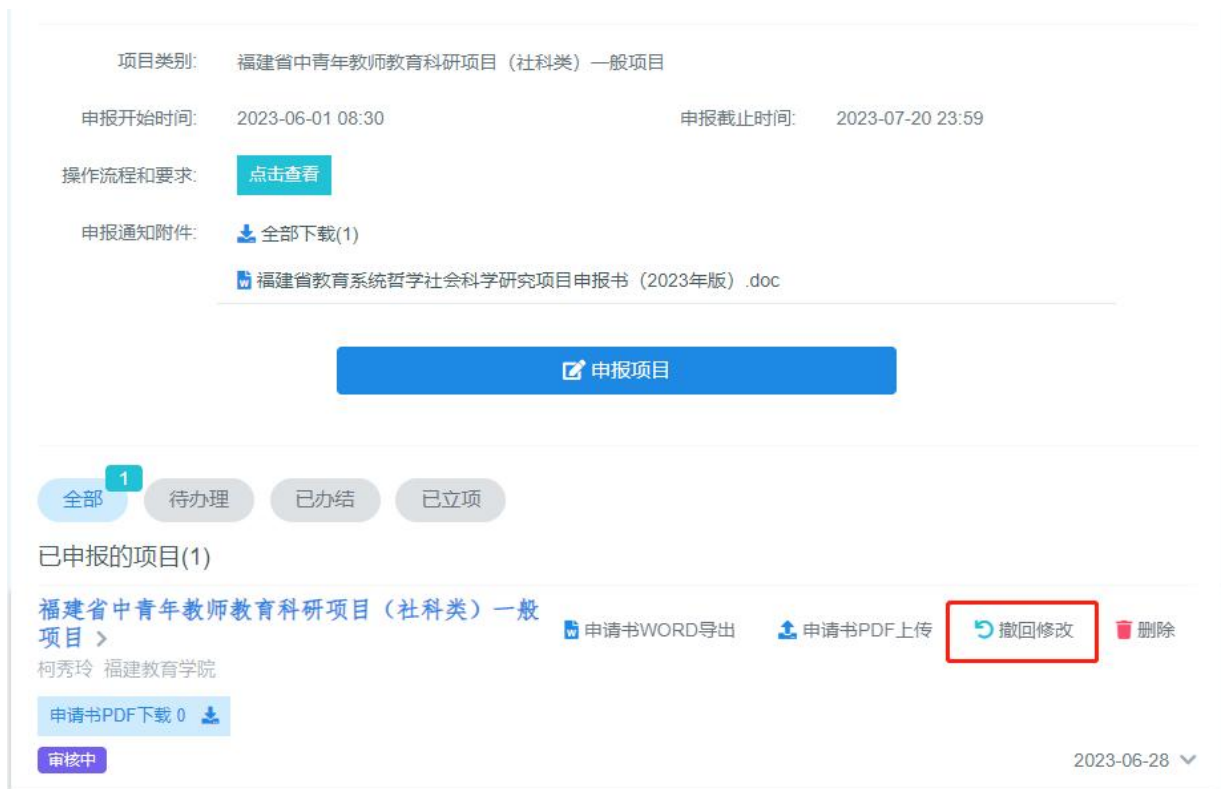 项目类别: 福建省中青年教师教育科研项目（社科类）一般项目
申报开始时间: 2023-06-01 08:30 申报截止时间: 2023-07-20 23:59
操作流程和要求: 点击查看
申报通知附件: 全部下载(1)
福建省教育系统哲学社会科学研究项目申报书（2023年版）.doc
申报项目
全部 1 待办理 已办结 已立项
已申报的项目(1)
福建省中青年教师教育科研项目（社科类）一般
项目 >
申请书WORD导出 申请书PDF上传 撤回修改 删除
柯秀玲 福建教育学院
申请书PDF下载 0
审核中 2023-06-28